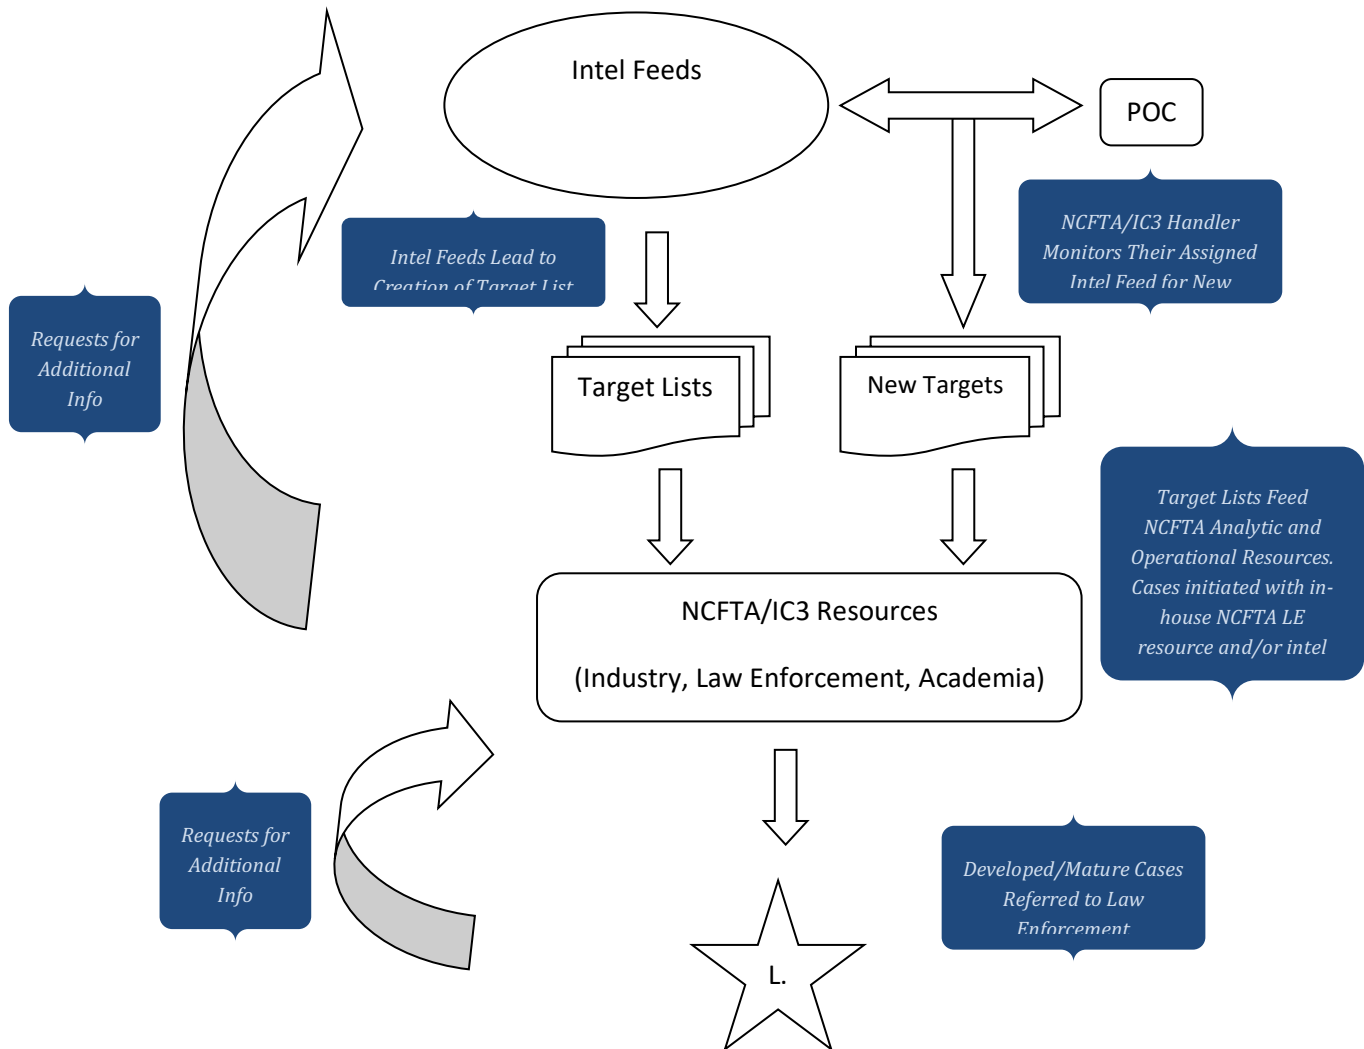 Intel Feeds
POC
NCFTA/IC3 Handler
Monitors Their Assigned
Intel Feed for New
Intel Feeds Lead to
Creation of Target List
Requests for
Additional
Info
Target Lists
New Targets
Target Lists Feed
NCFTA Analytic and
Operational Resources.
Cases initiated with in-
house NCFTA LE
resource and/or intel
NCFTA/IC3 Resources
(Industry, Law Enforcement, Academia)
Requests for
Additional
Info
Developed/Mature Cases
Referred to Law
Enforcement
L.